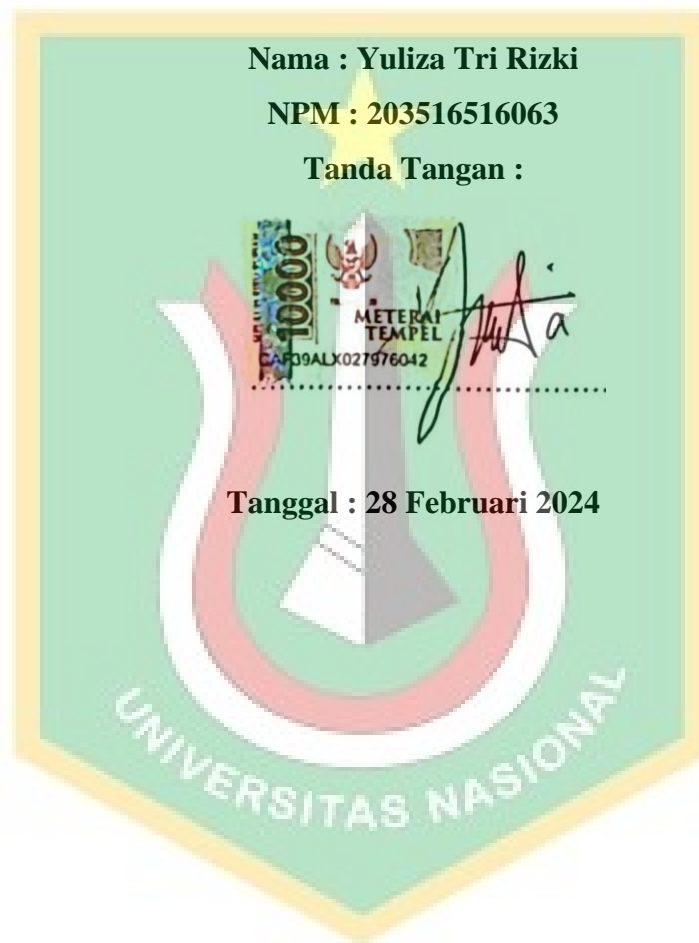 Nama : Yuliza Tri Rizki
NPM : 203516516063
Tanda Tangan :
10000
METERAI
TEMPEL
CAF39ALX027976042
Tanggal : 28 Februari 2024
UNIVERSITAS NASIONAL